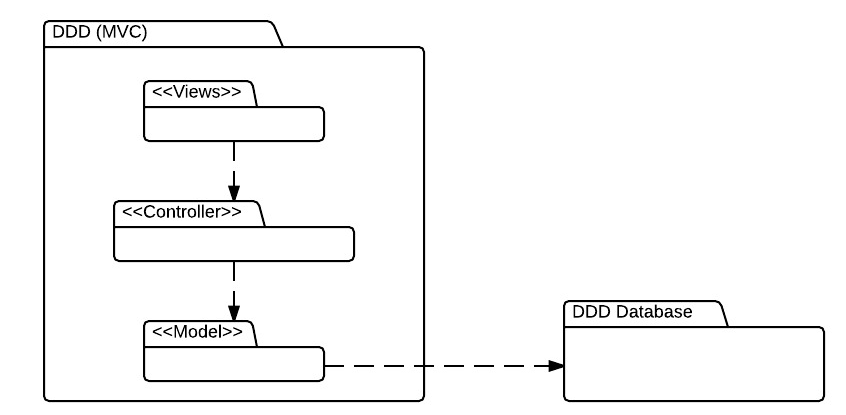 DDD (MVC)
<<Views>>
<<Controller>>
<<Model>>
DDD Database